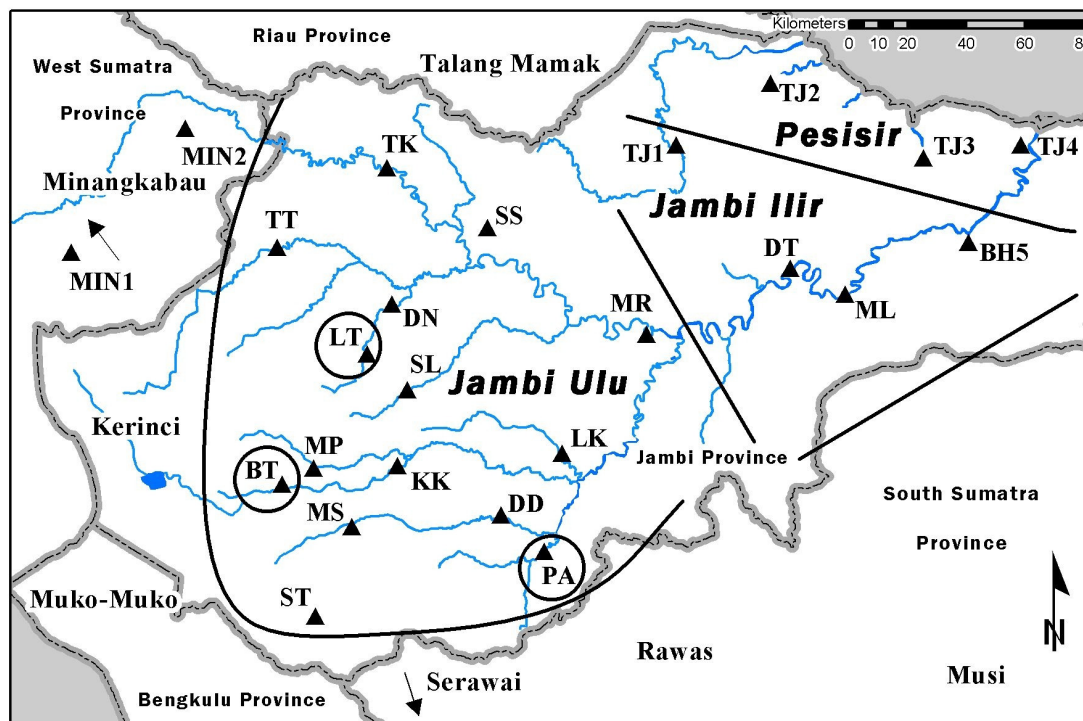 Kilometers
0 10 20 40 60 8
Riau Province
West Sumatra
Province
Talang Mamak
TJ2
MIN2
TK
Pesisir
TJ1
TJ3
TJ4
Minangkabau
Jambi Ilir
TT
SS
MIN1
DT
BH5
DN
MR
ML
LT
SL
Jambi Ulu
Kerinci
MP
LK
Jambi Province
BT
KK
South Sumatra
Province
MS
DD
PA
Muko-Muko
ST
N
Rawas
Serawai
Musi
Bengkulu Province